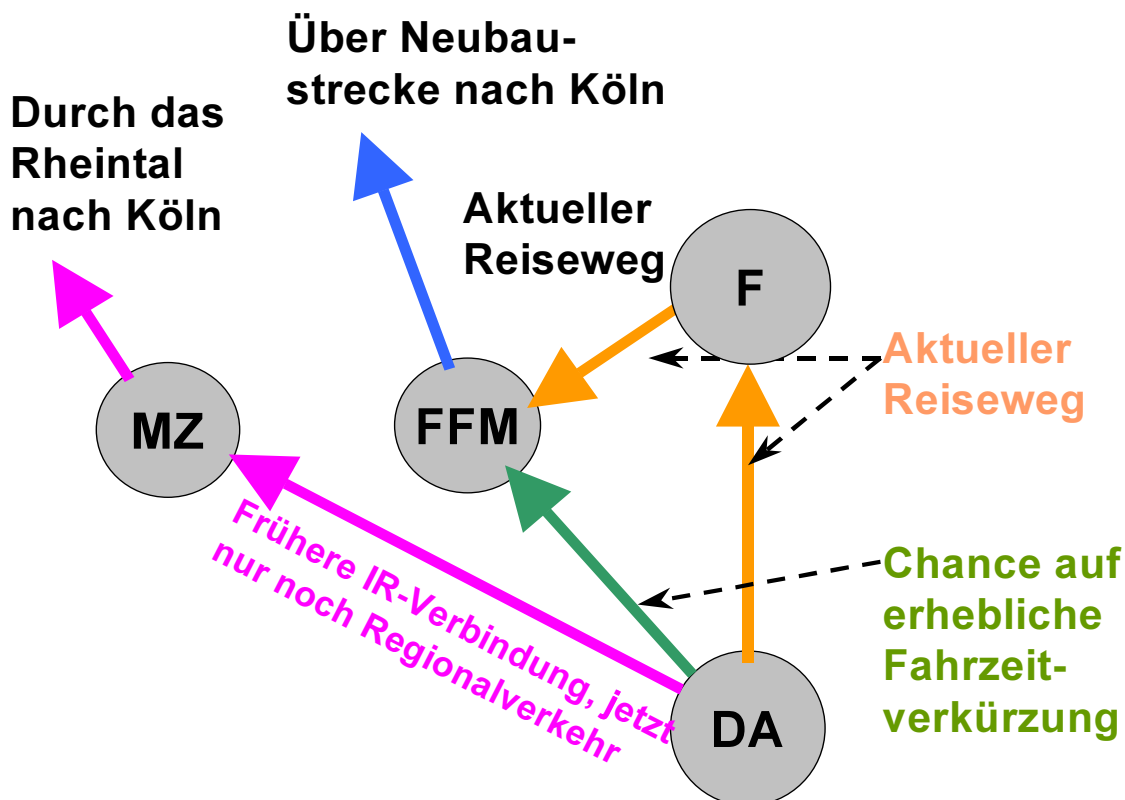 Über Neubau-
strecke nach Köln
Durch das
Rheintal
nach Köln
Aktueller
Reiseweg
F
Aktueller
Reiseweg
MZ
FFM
Frühere IR-Verbindung, jetzt
nur noch Regionalverkehr
Chance auf
erhebliche
Fahrzeit-
verkürzung
DA